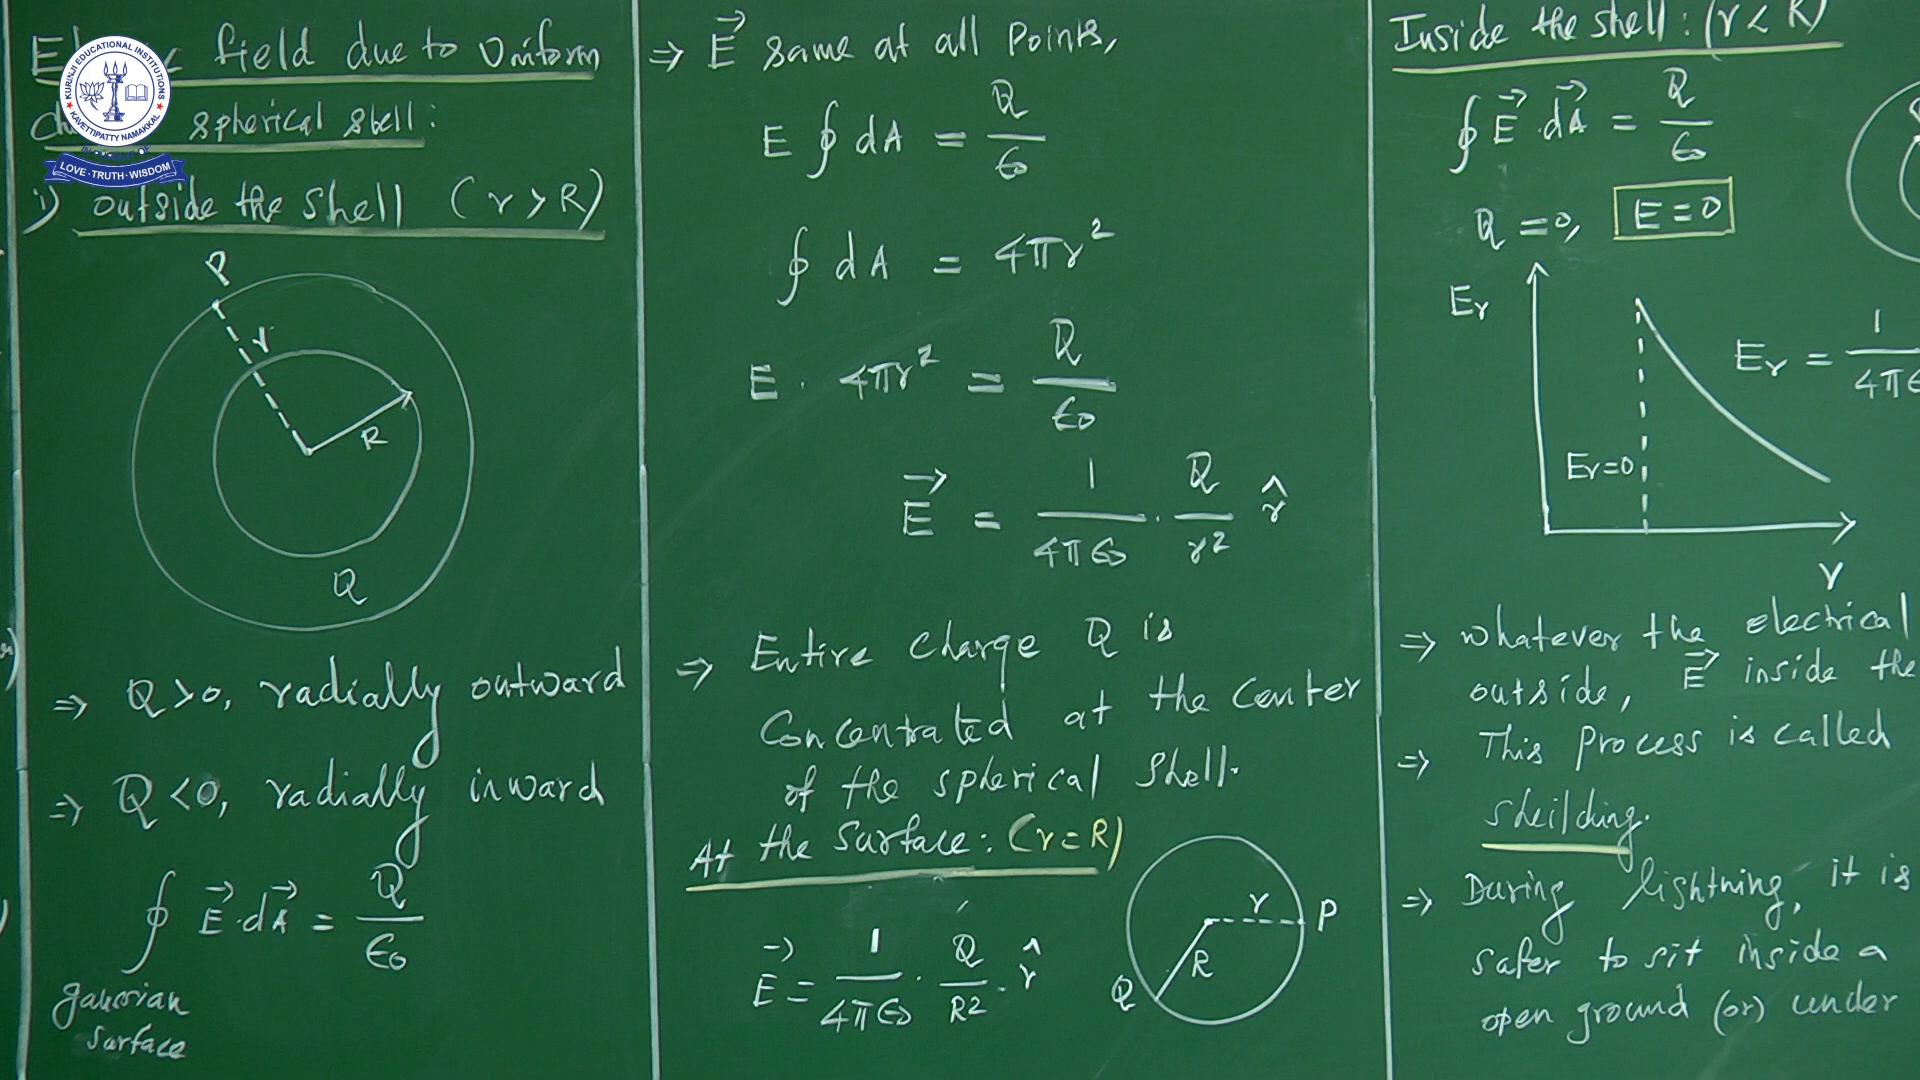 field due to Uniform
spherical shell:
i) outside the Shell (r > R)
P
r
R
Q
⇒ Q > 0, radially outward
⇒ Q < 0, radially inward
∮ E⃗ · dA⃗ = Q / ε₀
gaussian
surface
⇒ E⃗ same at all Points,
E ∮ dA = Q / ε₀
∮ dA = 4πr²
E · 4πr² = Q / ε₀
E⃗ = 1 / 4πε₀ · Q / r² r̂
⇒ Entire Charge Q is
Concentrated at the Center
of the spherical Shell.
At the Surface: (r = R)
E⃗ = 1 / 4πε₀ · Q / R² · r̂
r
P
R
Q
Inside the shell: (r < R)
∮ E⃗ · dA⃗ = Q / ε₀
Q = 0, E = 0
Er
Er = 1 / 4πε
Er = 0
r
⇒ whatever the electrical
outside, E⃗ inside the
⇒ This Process is called
sheilding.
⇒ During lightning, it is
safer to sit inside a
open ground (or) under
KURINJI EDUCATIONAL INSTITUTIONS
KAVETTIPATTY NAMAKKAL
LOVE · TRUTH · WISDOM